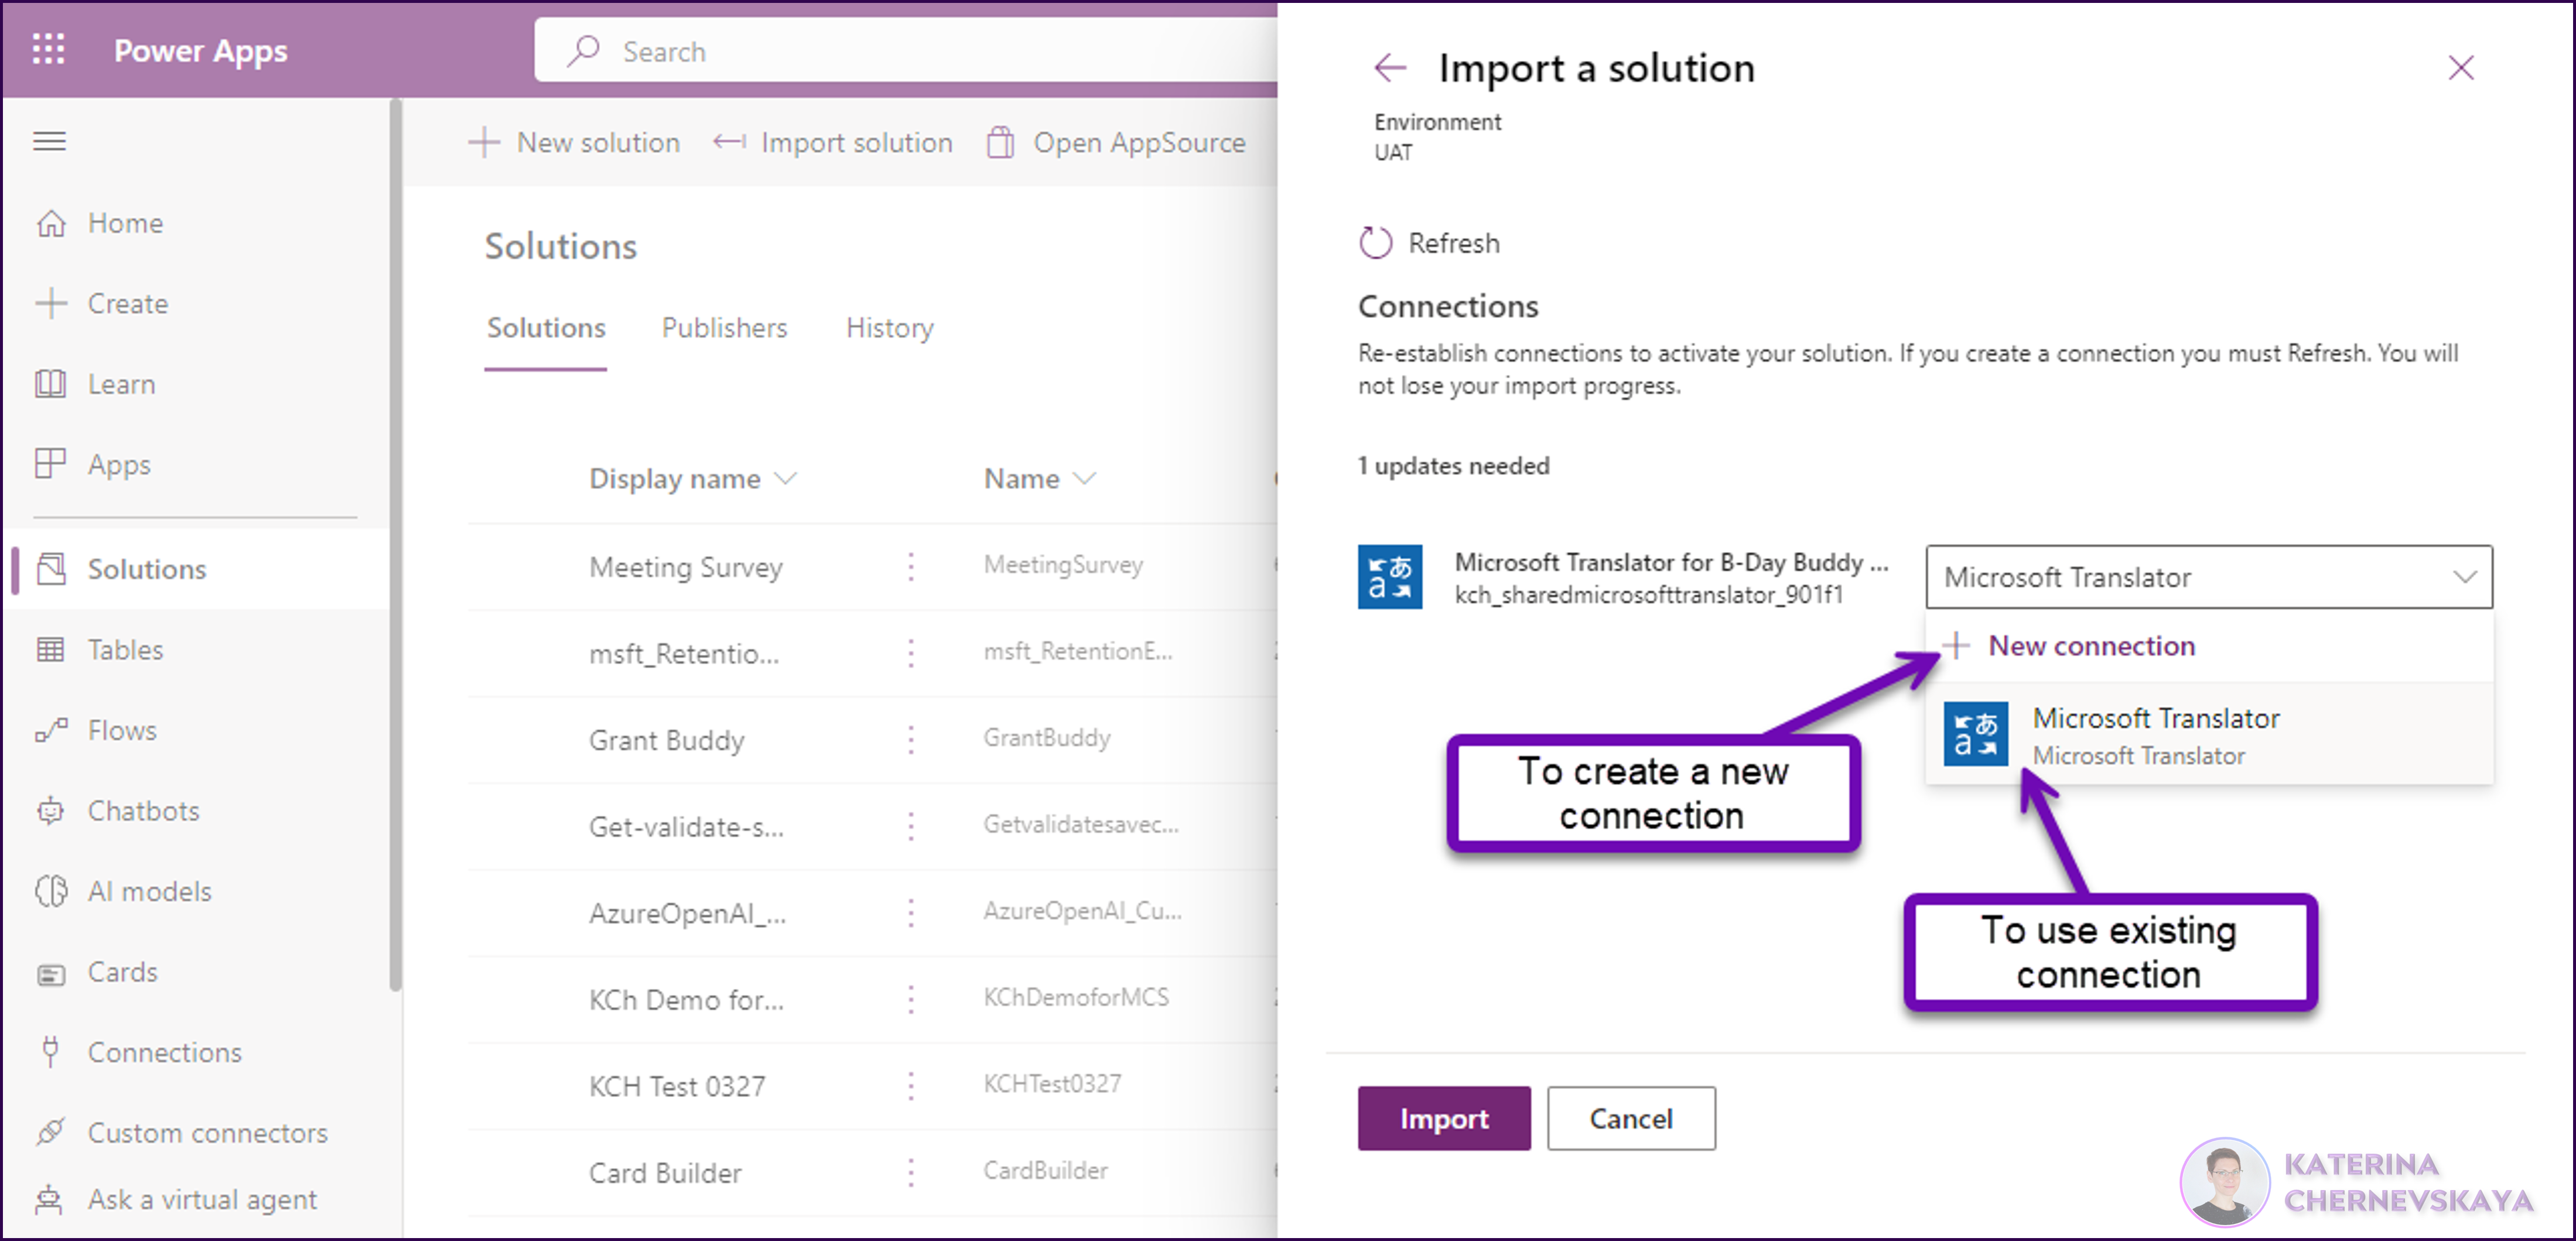 Power Apps
Search
Home
Create
Learn
Apps
Solutions
Tables
Flows
Chatbots
AI models
Cards
Connections
Custom connectors
Ask a virtual agent
New solution
Import solution
Open AppSource
Solutions
Solutions
Publishers
History
Display name
Name
Meeting Survey
MeetingSurvey
msft_Retentio...
msft_RetentionE...
Grant Buddy
GrantBuddy
Get-validate-s...
Getvalidatesavec...
AzureOpenAI_...
AzureOpenAI_Cu...
KCh Demo for...
KChDemoforMCS
KCH Test 0327
KCHTest0327
Card Builder
CardBuilder
Import a solution
Environment
UAT
Refresh
Connections
Re-establish connections to activate your solution. If you create a connection you must Refresh. You will
not lose your import progress.
1 updates needed
Microsoft Translator for B-Day Buddy ...
kch_sharedmicrosofttranslator_901f1
Microsoft Translator
New connection
Microsoft Translator
Microsoft Translator
To create a new
connection
To use existing
connection
Import
Cancel
KATERINA
CHERNEVSKAYA